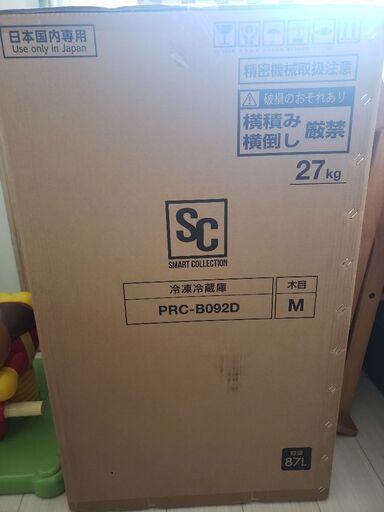 日本国内専用
Use only in Japan
精密機械取扱注意
破損のおそれあり
横積み
横倒し
厳禁
27kg
SC
SMART COLLECTION
冷凍冷蔵庫
木目
PRC-B092D
M
容量
87L